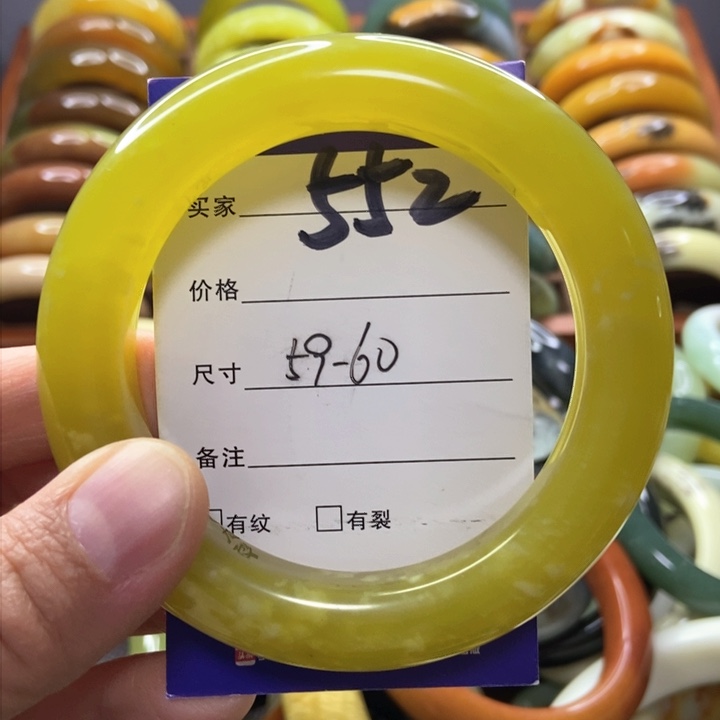 买家 552
价格
尺寸 59-60
备注
有纹 有裂